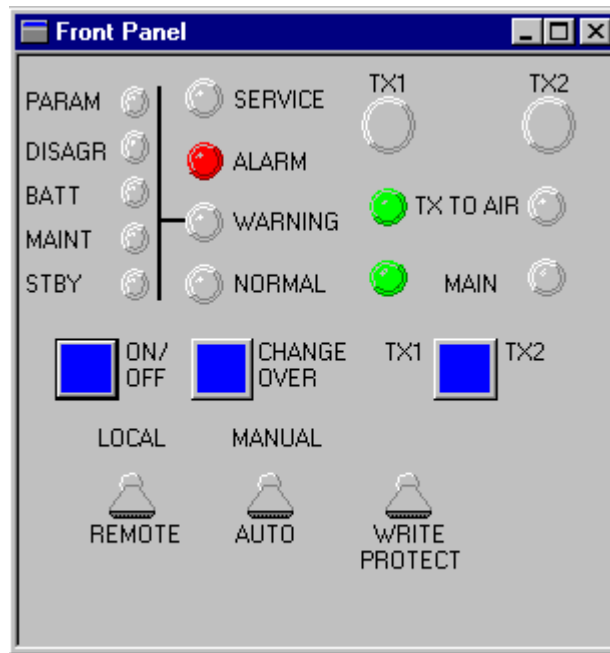 Front Panel
PARAM
DISAGR
BATT
MAINT
STBY
SERVICE
ALARM
WARNING
NORMAL
TX1 TX2
TX TO AIR
MAIN
ON/
OFF
CHANGE
OVER
TX1 TX2
LOCAL
REMOTE
MANUAL
AUTO
WRITE
PROTECT